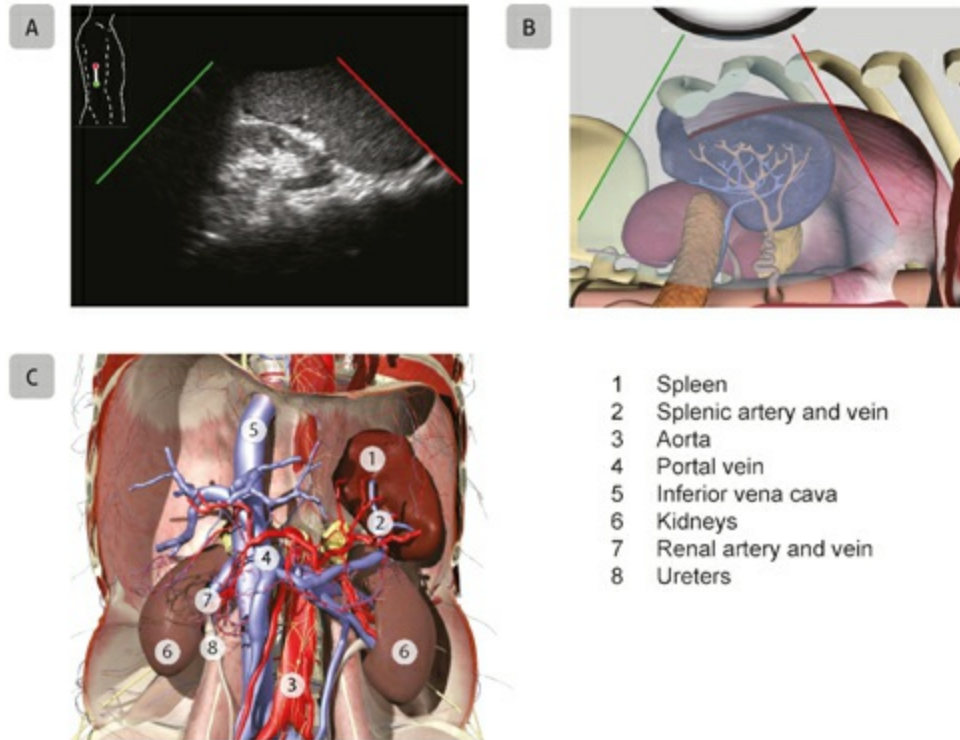 A
B
C
5
1
2
4
7
6
8
6
3
1 Spleen
2 Splenic artery and vein
3 Aorta
4 Portal vein
5 Inferior vena cava
6 Kidneys
7 Renal artery and vein
8 Ureters